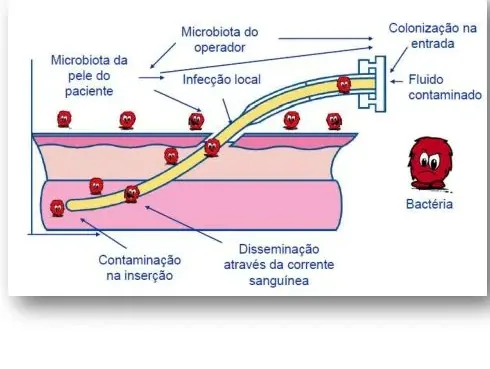 Microbiota do
operador
Colonização na
entrada
Microbiota da
pele do
paciente
Infecção local
Fluido
contaminado
Bactéria
Contaminação
na inserção
Disseminação
através da corrente
sanguínea